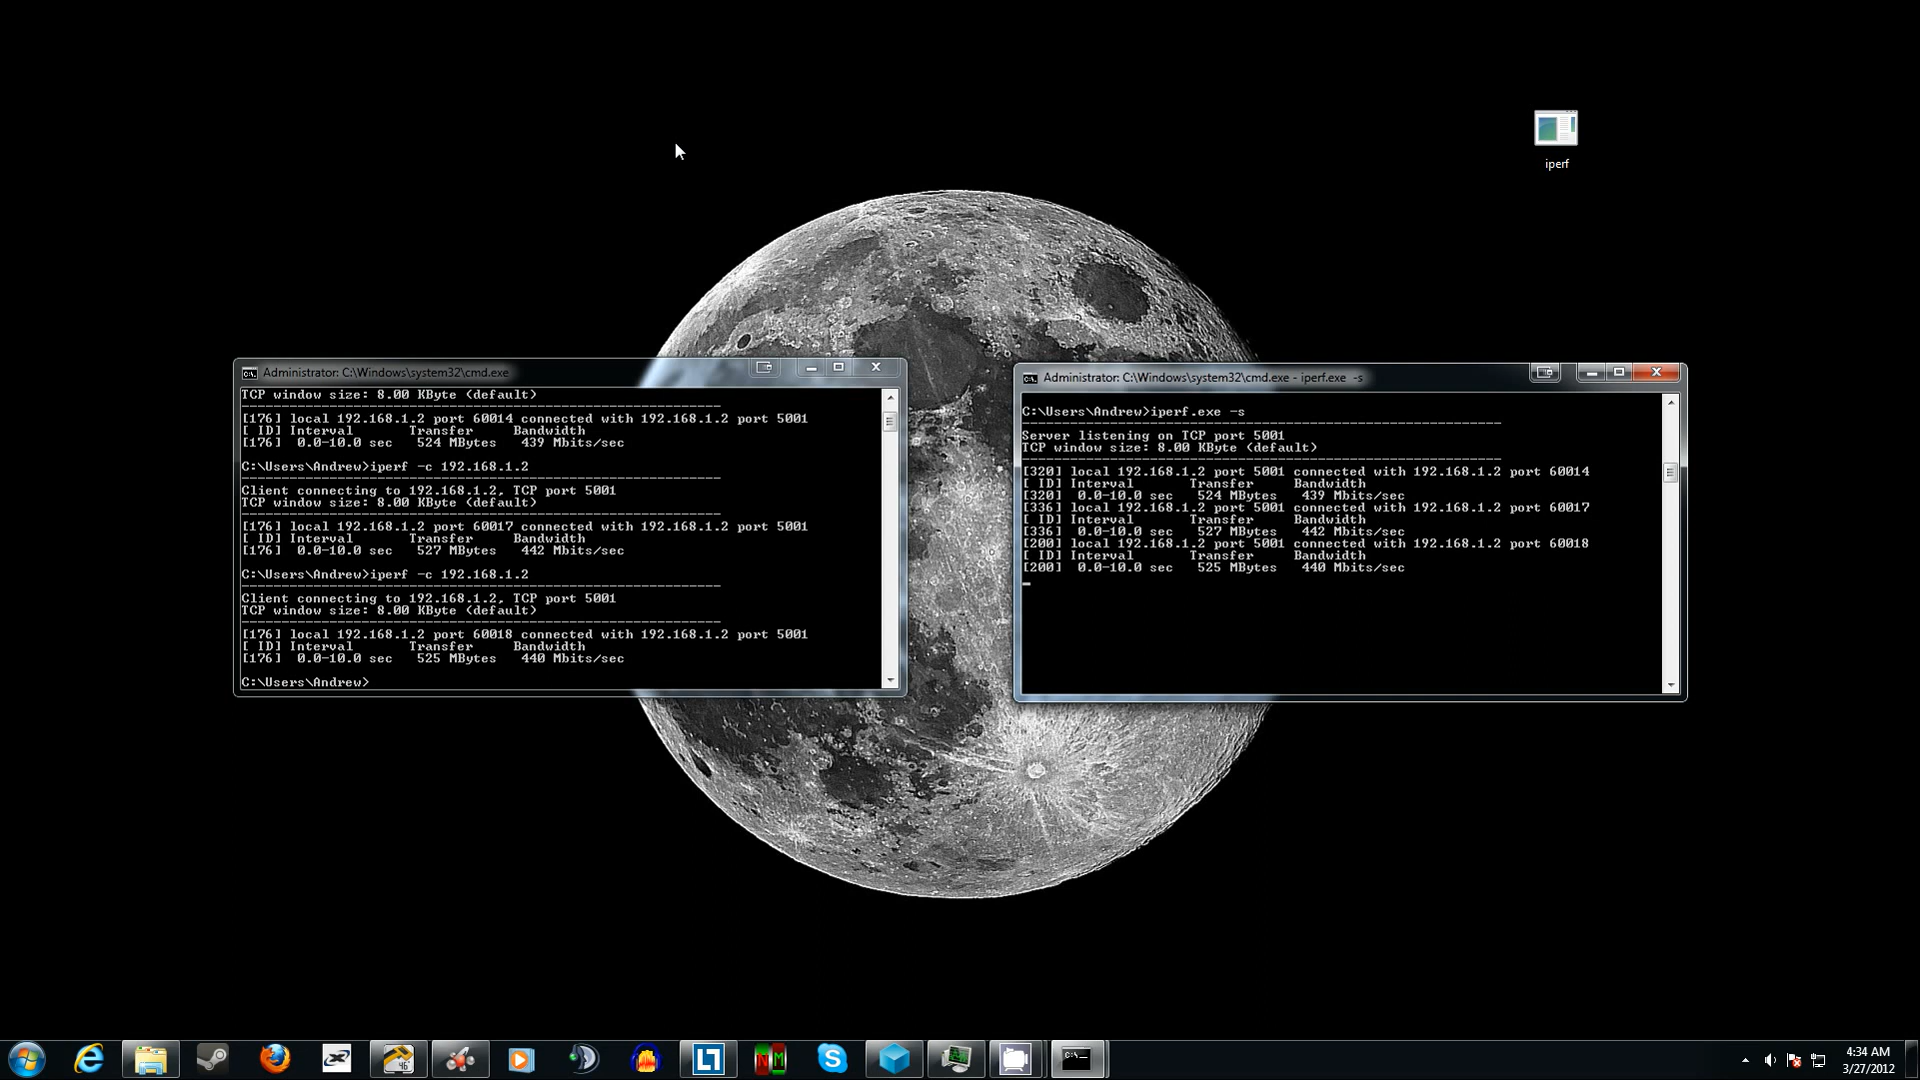 iperf
Administrator: C:\Windows\system32\cmd.exe
TCP window size: 8.00 KByte (default)
------------------------------------------------------------
[176] local 192.168.1.2 port 60014 connected with 192.168.1.2 port 5001
[ ID] Interval       Transfer     Bandwidth
[176]  0.0-10.0 sec   524 MBytes   439 Mbits/sec
C:\Users\Andrew>iperf -c 192.168.1.2
------------------------------------------------------------
Client connecting to 192.168.1.2, TCP port 5001
TCP window size: 8.00 KByte (default)
------------------------------------------------------------
[176] local 192.168.1.2 port 60017 connected with 192.168.1.2 port 5001
[ ID] Interval       Transfer     Bandwidth
[176]  0.0-10.0 sec   527 MBytes   442 Mbits/sec
C:\Users\Andrew>iperf -c 192.168.1.2
------------------------------------------------------------
Client connecting to 192.168.1.2, TCP port 5001
TCP window size: 8.00 KByte (default)
------------------------------------------------------------
[176] local 192.168.1.2 port 60018 connected with 192.168.1.2 port 5001
[ ID] Interval       Transfer     Bandwidth
[176]  0.0-10.0 sec   525 MBytes   440 Mbits/sec
C:\Users\Andrew>
Administrator: C:\Windows\system32\cmd.exe - iperf.exe  -s
C:\Users\Andrew>iperf.exe -s
------------------------------------------------------------
Server listening on TCP port 5001
TCP window size: 8.00 KByte (default)
------------------------------------------------------------
[320] local 192.168.1.2 port 5001 connected with 192.168.1.2 port 60014
[ ID] Interval       Transfer     Bandwidth
[320]  0.0-10.0 sec   524 MBytes   439 Mbits/sec
[336] local 192.168.1.2 port 5001 connected with 192.168.1.2 port 60017
[ ID] Interval       Transfer     Bandwidth
[336]  0.0-10.0 sec   527 MBytes   442 Mbits/sec
[200] local 192.168.1.2 port 5001 connected with 192.168.1.2 port 60018
[ ID] Interval       Transfer     Bandwidth
[200]  0.0-10.0 sec   525 MBytes   440 Mbits/sec
4:34 AM
3/27/2012